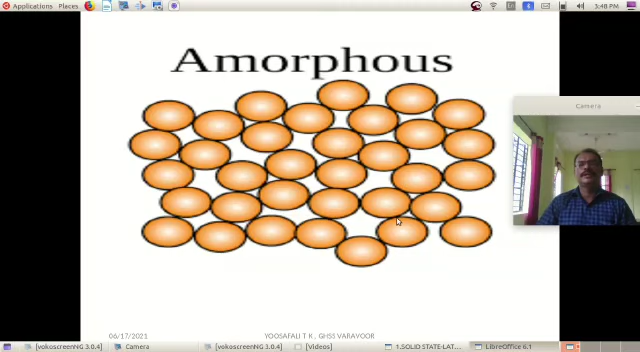 Applications Places
En
3:48 PM
Amorphous
Camera
06/17/2021
YOOSAFALI T K , GHSS VARAVOOR
[vokoscreenNG 3.0.4]
Camera
[vokoscreenNG 3.0.4]
[Videos]
1.SOLID STATE-LAT...
LibreOffice 6.1